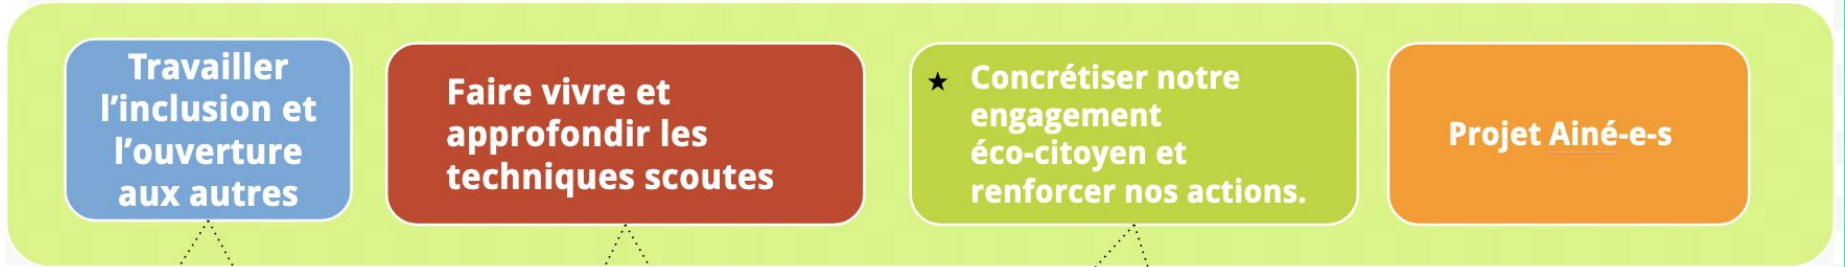 Travailler
l’inclusion et
l’ouverture
aux autres
Faire vivre et
approfondir les
techniques scoutes
★ Concrétiser notre
engagement
éco-citoyen et
renforcer nos actions.
Projet Ainé-e-s